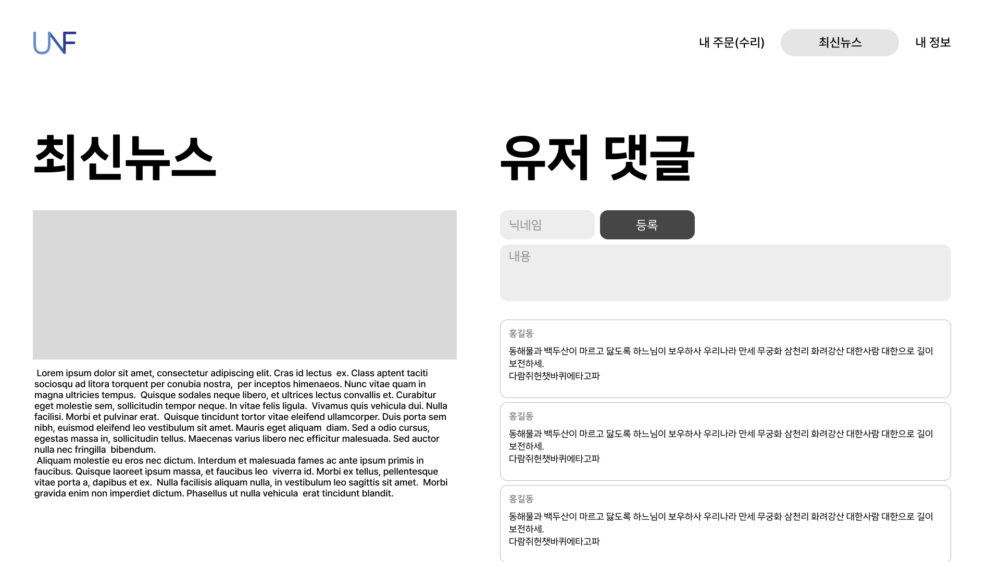 UNF
내 주문(수리)
최신뉴스
내 정보
최신뉴스
Lorem ipsum dolor sit amet, consectetur adipiscing elit. Cras id lectus  ex. Class aptent taciti
sociosqu ad litora torquent per conubia nostra,  per inceptos himenaeos. Nunc vitae quam in
magna ultricies tempus.  Quisque sodales neque libero, et ultrices lectus convallis et. Curabitur
eget molestie sem, sollicitudin tempor neque. In vitae felis ligula.  Vivamus quis vehicula dui. Nulla
facilisi. Morbi et pulvinar erat.  Quisque tincidunt tortor vitae eleifend ullamcorper. Duis porta sem
nibh, euismod eleifend leo vestibulum sit amet. Mauris eget aliquam  diam. Sed a odio cursus,
egestas massa in, sollicitudin tellus. Maecenas varius libero nec efficitur malesuada. Sed auctor
nulla nec fringilla  bibendum.
Aliquam molestie eu eros nec dictum. Interdum et malesuada fames ac ante ipsum primis in
faucibus. Quisque laoreet ipsum massa, et faucibus leo  viverra id. Morbi ex tellus, pellentesque
vitae porta a, dapibus et ex.  Nulla facilisis aliquam nulla, in vestibulum leo sagittis sit amet.  Morbi
gravida enim non imperdiet dictum. Phasellus ut nulla vehicula  erat tincidunt blandit.
유저 댓글
닉네임
등록
내용
홍길동
동해물과 백두산이 마르고 닳도록 하느님이 보우하사 우리나라 만세 무궁화 삼천리 화려강산 대한사람 대한으로 길이
보전하세.
다람쥐헌쳇바퀴에타고파
홍길동
동해물과 백두산이 마르고 닳도록 하느님이 보우하사 우리나라 만세 무궁화 삼천리 화려강산 대한사람 대한으로 길이
보전하세.
다람쥐헌쳇바퀴에타고파
홍길동
동해물과 백두산이 마르고 닳도록 하느님이 보우하사 우리나라 만세 무궁화 삼천리 화려강산 대한사람 대한으로 길이
보전하세.
다람쥐헌쳇바퀴에타고파